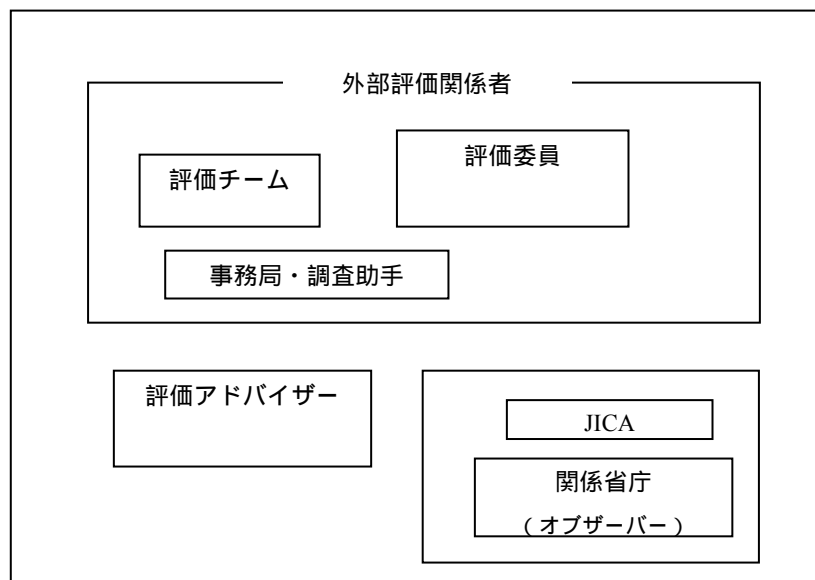 外部評価関係者
評価チーム
評価委員
事務局・調査助手
評価アドバイザー
JICA
関係省庁
(オブザーバー)